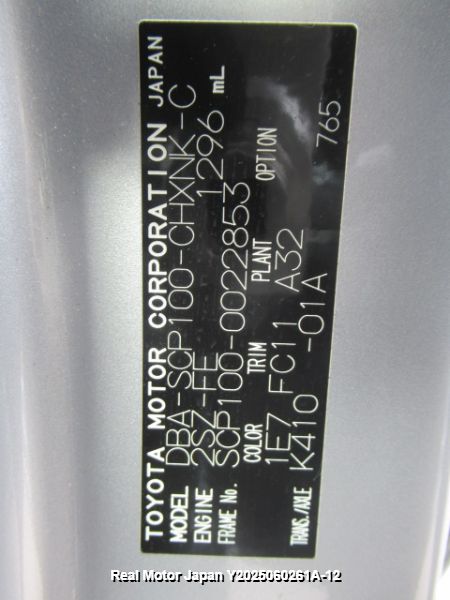 TOYOTA MOTOR CORPORATION JAPAN
MODEL DBA-SCP100-CHXNK-C
ENGINE 2SZ-FE 1296 mL
FRAME No. SCP100-0022853
COLOR TRIM PLANT OPTION
1E7 FC11 A32
TRANS./AXLE K410 -01A 765
Real Motor Japan Y2025060261A-12